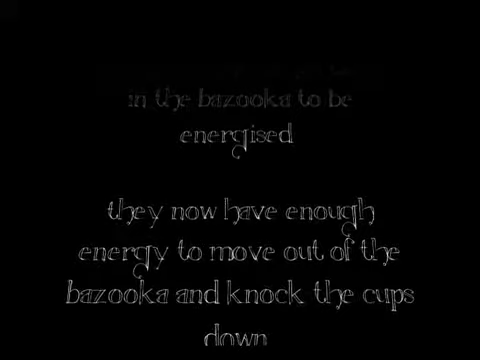 in the bazooka to be
energised
they now have enough
energy to move out of the
bazooka and knock the cups
down